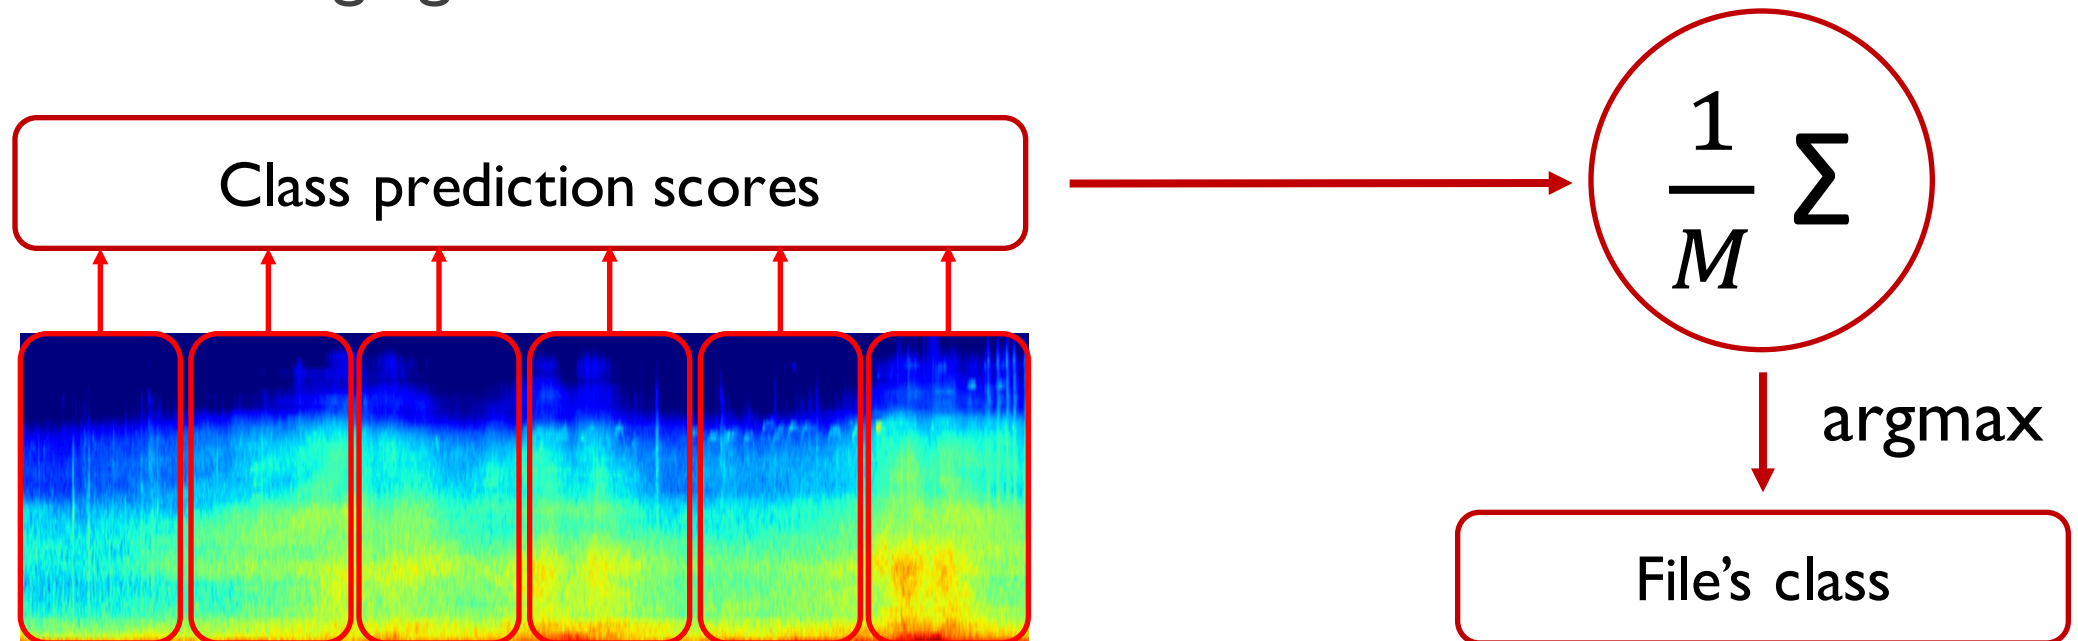 Class prediction scores
1
M
Σ
argmax
File's class